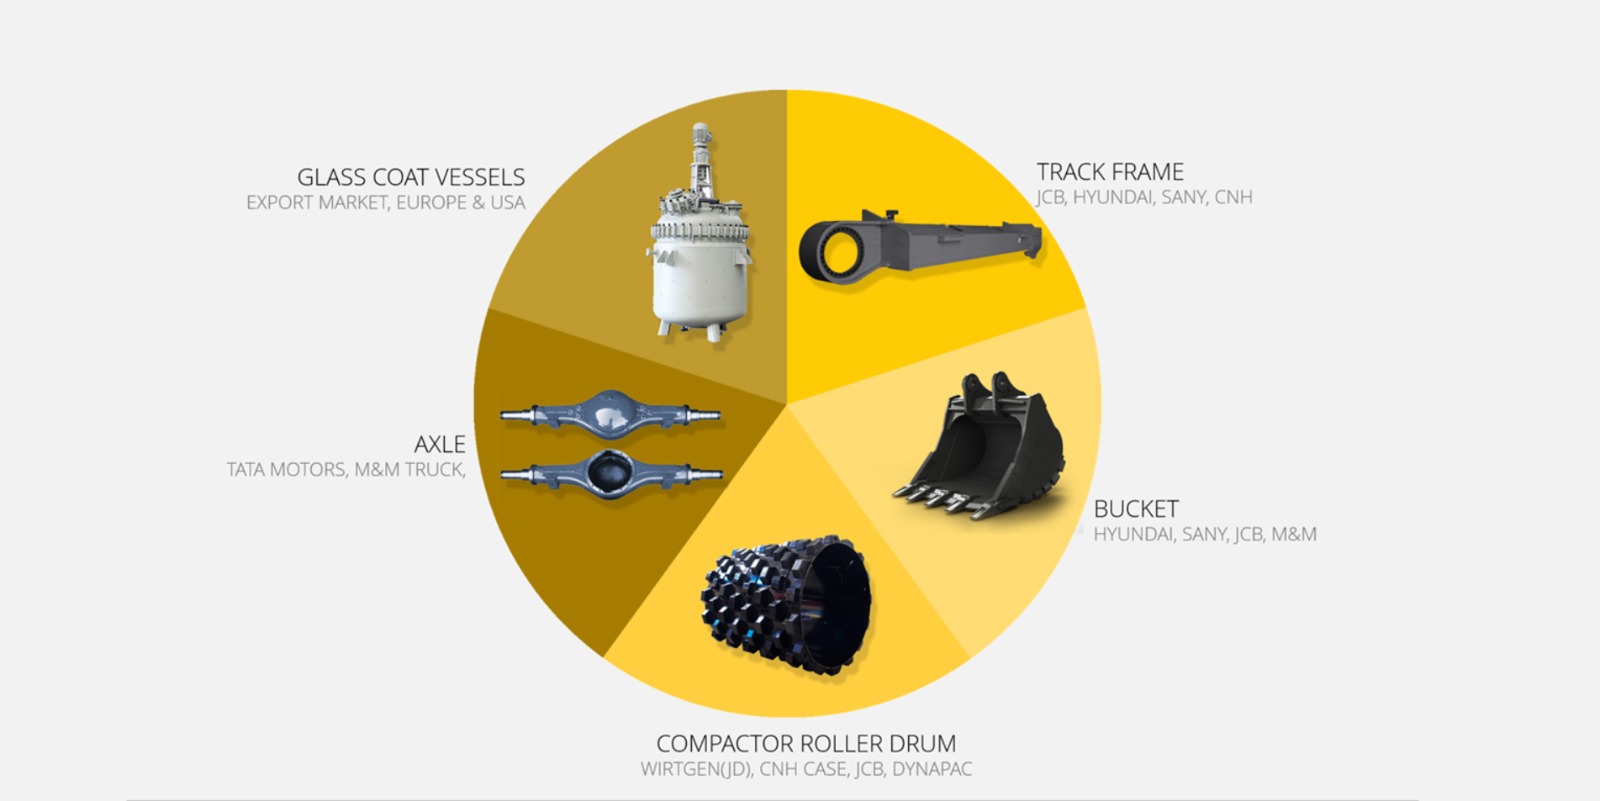 GLASS COAT VESSELS
EXPORT MARKET, EUROPE & USA
TRACK FRAME
JCB, HYUNDAI, SANY, CNH
AXLE
TATA MOTORS, M&M TRUCK,
BUCKET
HYUNDAI, SANY, JCB, M&M
COMPACTOR ROLLER DRUM
WIRTGEN(JD), CNH CASE, JCB, DYNAPAC